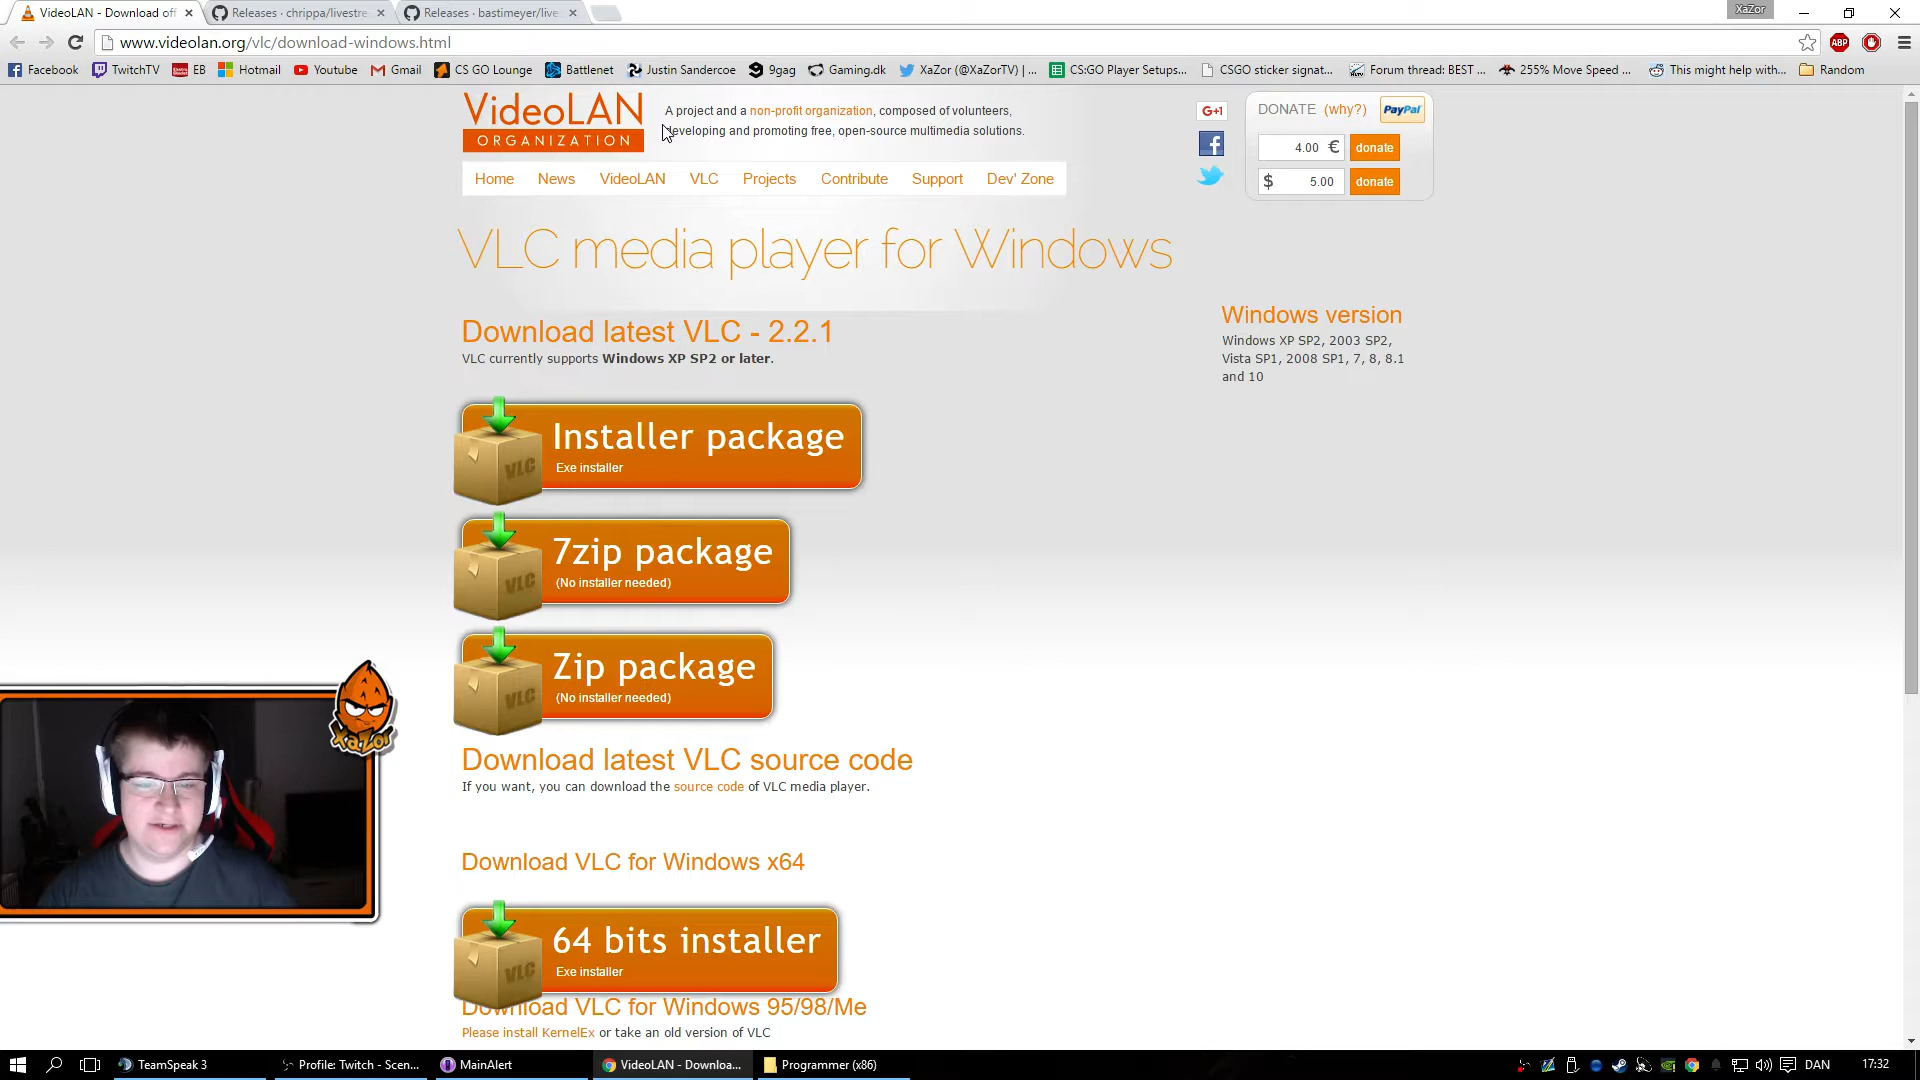 VideoLAN - Download off
Releases · chrippa/livestre
Releases · bastimeyer/live
XaZor
www.videolan.org/vlc/download-windows.html
ABP
Facebook
TwitchTV
EB
Hotmail
Youtube
Gmail
CS GO Lounge
Battlenet
Justin Sandercoe
9gag
Gaming.dk
XaZor (@XaZorTV) | ...
CS:GO Player Setups...
CSGO sticker signat...
Forum thread: BEST ...
255% Move Speed ...
This might help with...
Random
VideoLAN
ORGANIZATION
A project and a non-profit organization, composed of volunteers,
developing and promoting free, open-source multimedia solutions.
G+1
DONATE (why?) PayPal
4.00 € donate
$ 5.00 donate
Home News VideoLAN VLC Projects Contribute Support Dev' Zone
VLC media player for Windows
Download latest VLC - 2.2.1
VLC currently supports Windows XP SP2 or later.
Windows version
Windows XP SP2, 2003 SP2,
Vista SP1, 2008 SP1, 7, 8, 8.1
and 10
VLC
Installer package
Exe installer
VLC
7zip package
(No installer needed)
VLC
Zip package
(No installer needed)
XaZor
Download latest VLC source code
If you want, you can download the source code of VLC media player.
Download VLC for Windows x64
VLC
64 bits installer
Exe installer
Download VLC for Windows 95/98/Me
Please install KernelEx or take an old version of VLC
TeamSpeak 3
Profile: Twitch - Scen...
MainAlert
VideoLAN - Downloa...
Programmer (x86)
DAN
17:32